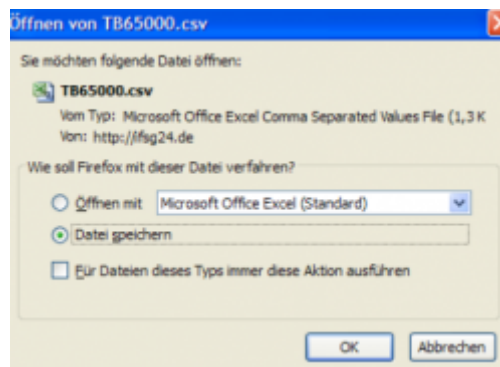 Öffnen von TB65000.csv
Sie möchten folgende Datei öffnen:
TB65000.csv
Vom Typ: Microsoft Office Excel Comma Separated Values File (1,3 K
Von: http://ifsg24.de
Wie soll Firefox mit dieser Datei verfahren?
Öffnen mit Microsoft Office Excel (Standard)
Datei speichern
Für Dateien dieses Typs immer diese Aktion ausführen
OK Abbrechen